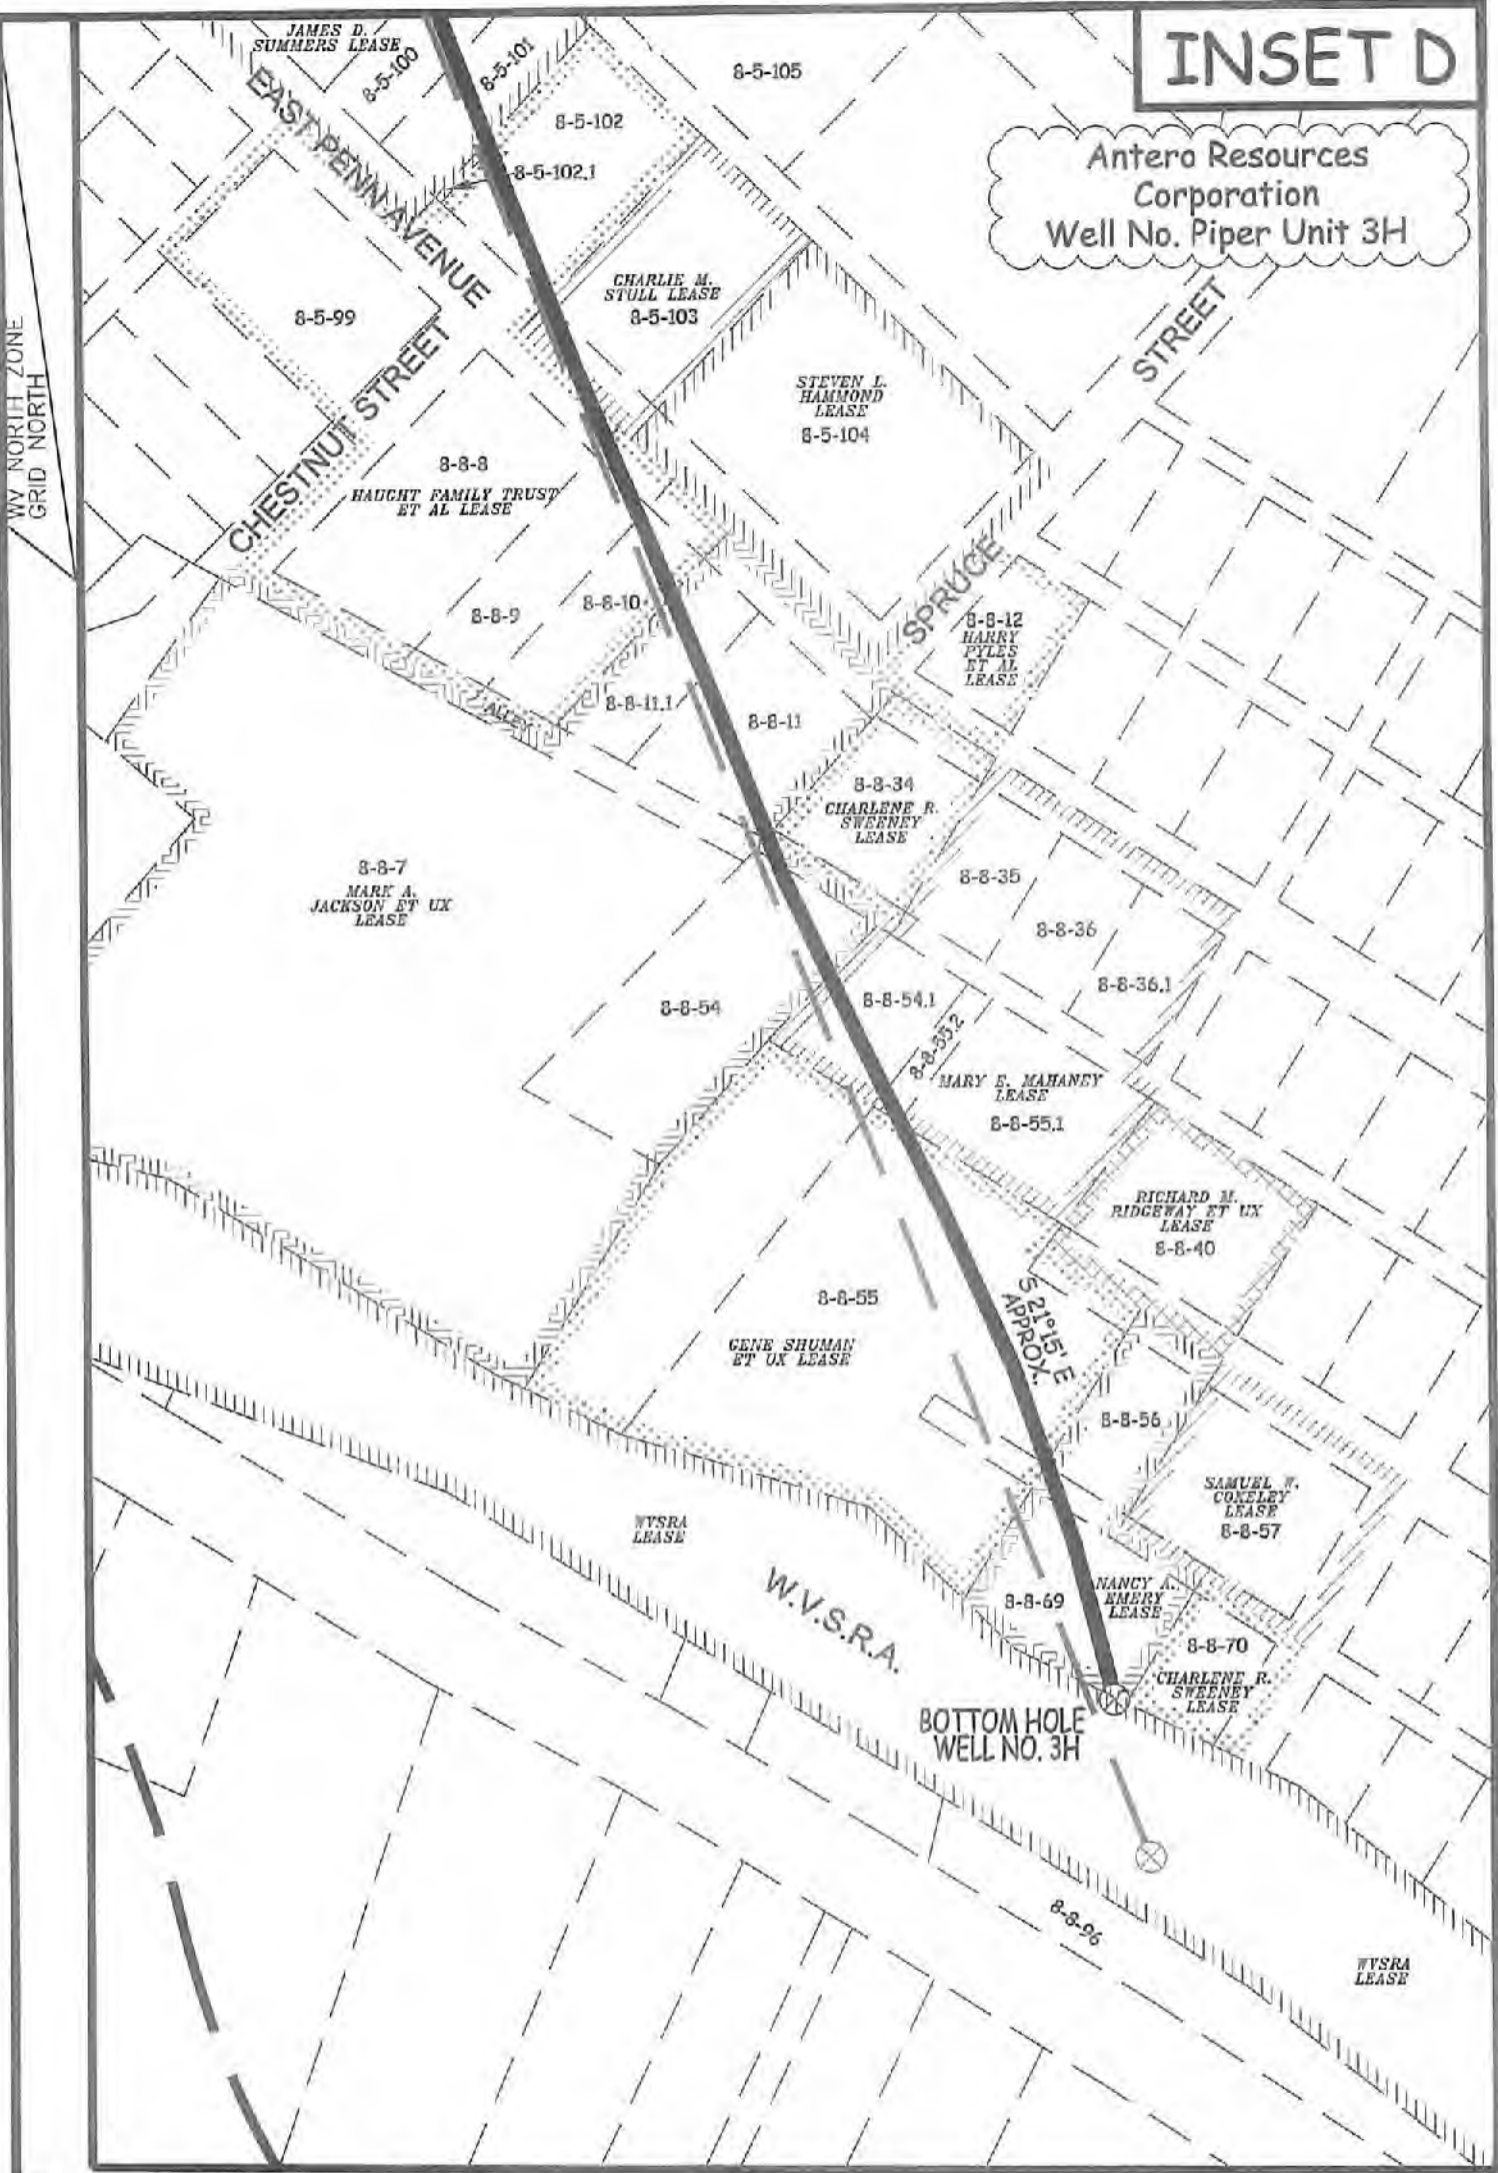 INSET D
Antero Resources
Corporation
Well No. Piper Unit 3H
WV NORTH ZONE
GRID NORTH
JAMES D.
SUMMERS LEASE
8-5-100
8-5-101
8-5-105
8-5-102
8-5-102.1
EAST PENN AVENUE
8-5-99
CHESTNUT STREET
CHARLIE M.
STULL LEASE
8-5-103
STEVEN L.
HAMMOND
LEASE
8-5-104
SPRUCE STREET
8-8-8
HAUGHT FAMILY TRUST
ET AL LEASE
8-8-9
8-8-10
8-8-12
HARRY
PYLES
ET AL
LEASE
ALLEY
8-8-11.1
8-8-11
8-8-34
CHARLENE R.
SWEENEY
LEASE
8-8-7
MARK A.
JACKSON ET UX
LEASE
8-8-35
8-8-36
8-8-36.1
8-8-54
8-8-54.1
8-8-55.2
MARY E. MAHANEY
LEASE
8-8-55.1
RICHARD M.
RIDGEWAY ET UX
LEASE
8-8-40
8-8-55
GENE SHUMAN
ET UX LEASE
S 21°15' E
APPROX.
8-8-56
SAMUEL W.
COKELEY
LEASE
8-8-57
WVSRA
LEASE
W.V.S.R.A.
8-8-69
NANCY A.
EMERY
LEASE
8-8-70
CHARLENE R.
SWEENEY
LEASE
BOTTOM HOLE
WELL NO. 3H
8-8-96
WVSRA
LEASE